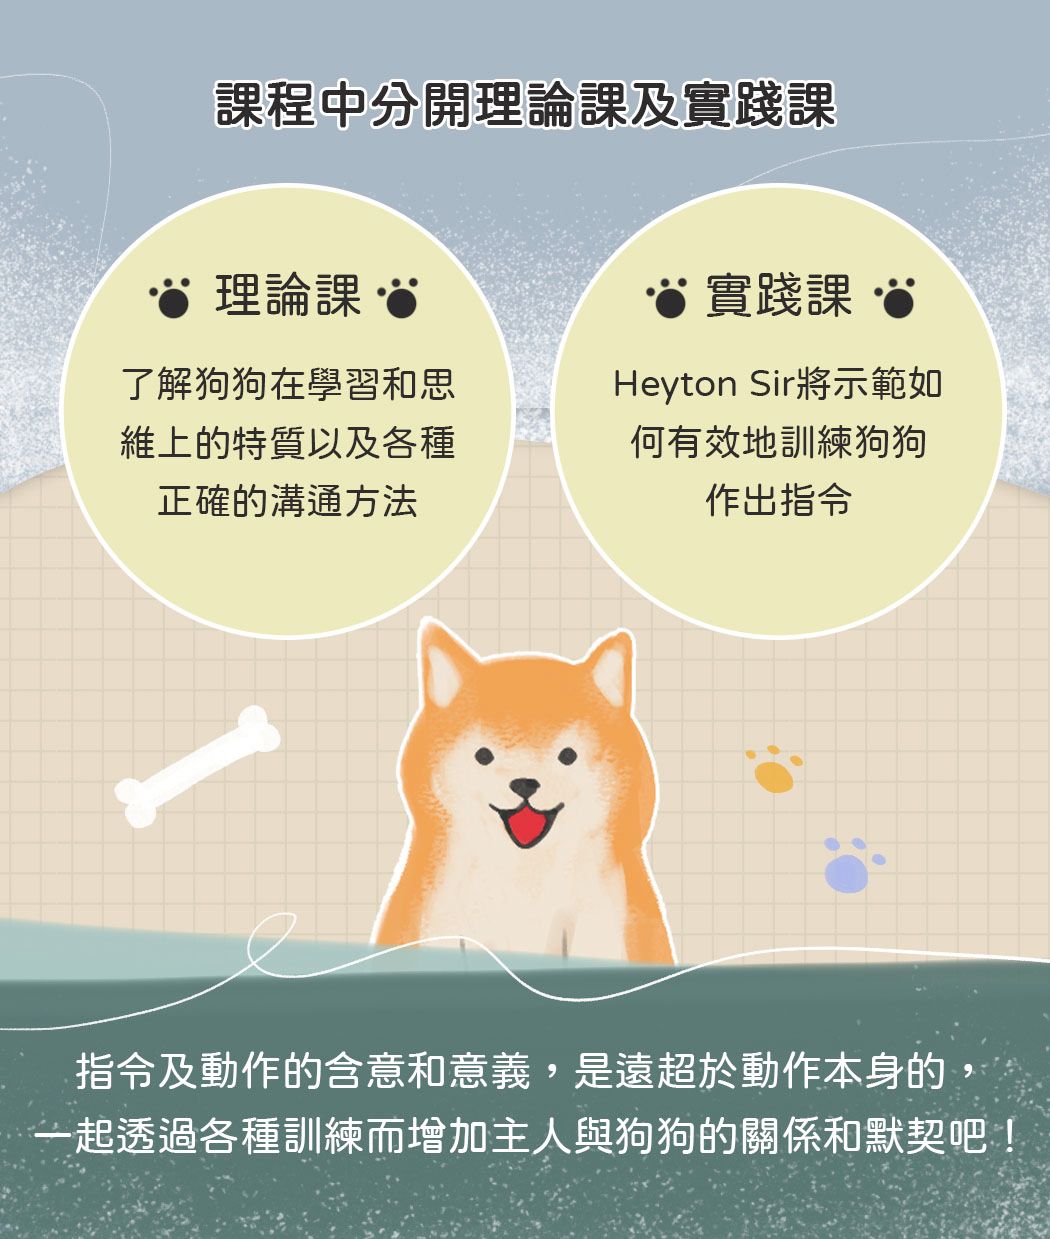 課程中分開理論課及實踐課
理論課
了解狗狗在學習和思
維上的特質以及各種
正確的溝通方法
實踐課
Heyton Sir將示範如
何有效地訓練狗狗
作出指令
指令及動作的含意和意義，是遠超於動作本身的，
一起透過各種訓練而增加主人與狗狗的關係和默契吧！